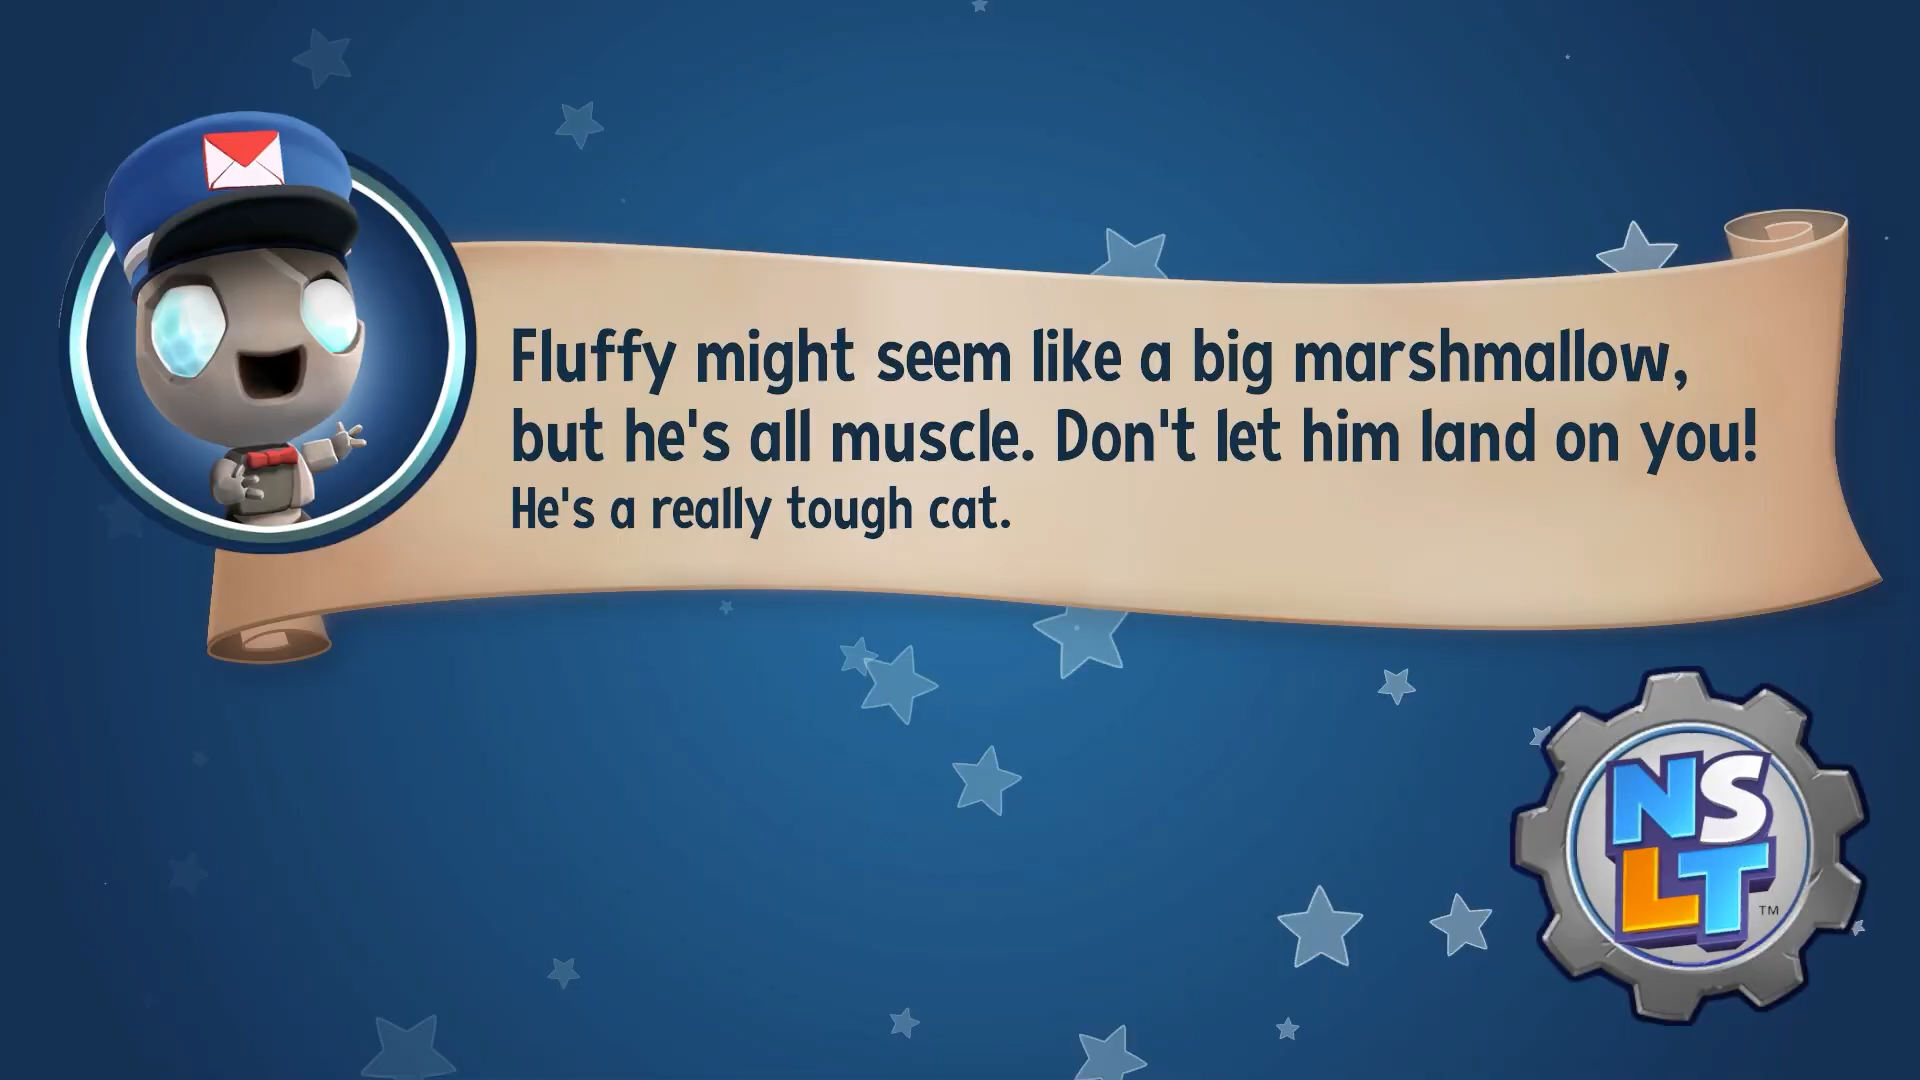 Fluffy might seem like a big marshmallow,
but he's all muscle. Don't let him land on you!
He's a really tough cat.
NS
LT
TM